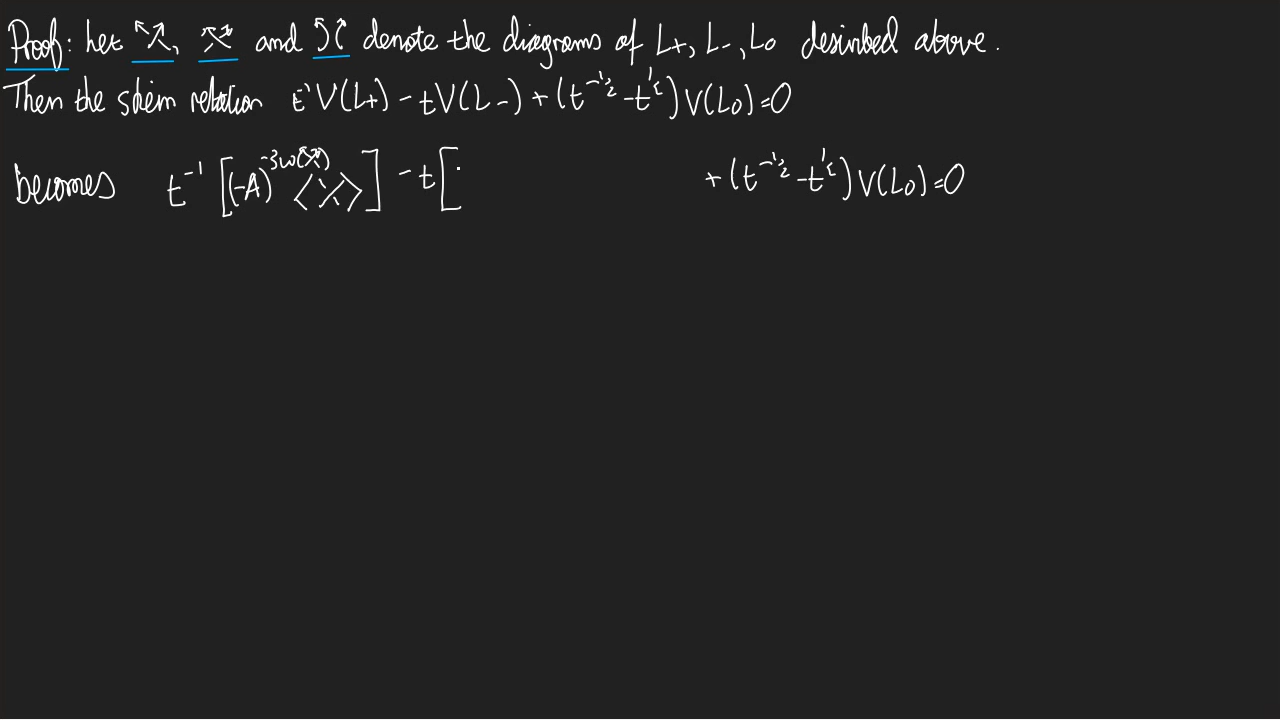 Proof: Let ⤲, ⤱ and ≍ denote the diagrams of L+, L-, L0 desiribed above.
Then the skein relation t⁻¹V(L+) - tV(L-) + (t^{-1/2} - t^{1/2})V(L0)=0
becomes t⁻¹[(-A)^{-3w(⤲)}⟨╳⟩] - t[ + (t^{-1/2} - t^{1/2})V(L0)=0